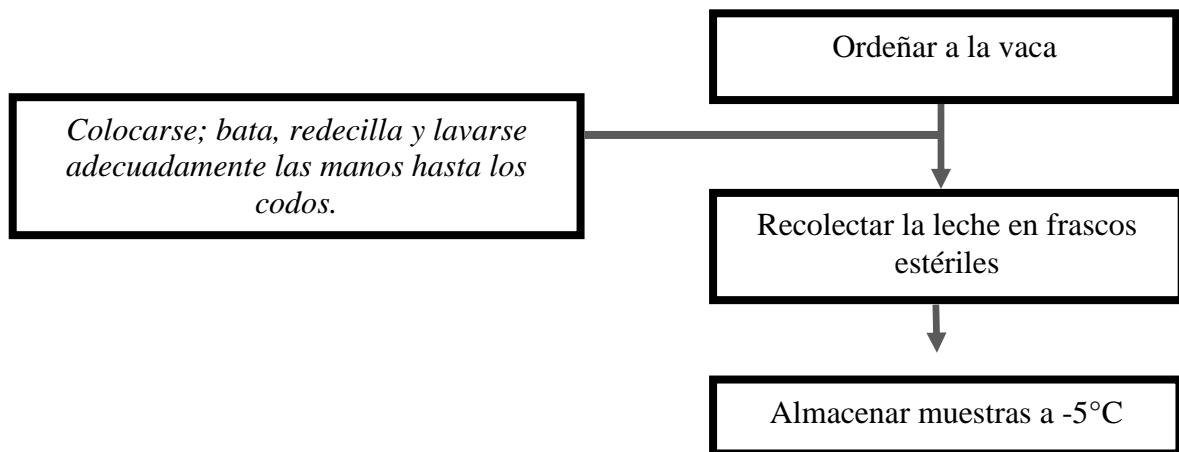 Ordeñar a la vaca
Colocarse; bata, redecilla y lavarse
adecuadamente las manos hasta los
codos.
Recolectar la leche en frascos
estériles
Almacenar muestras a -5°C